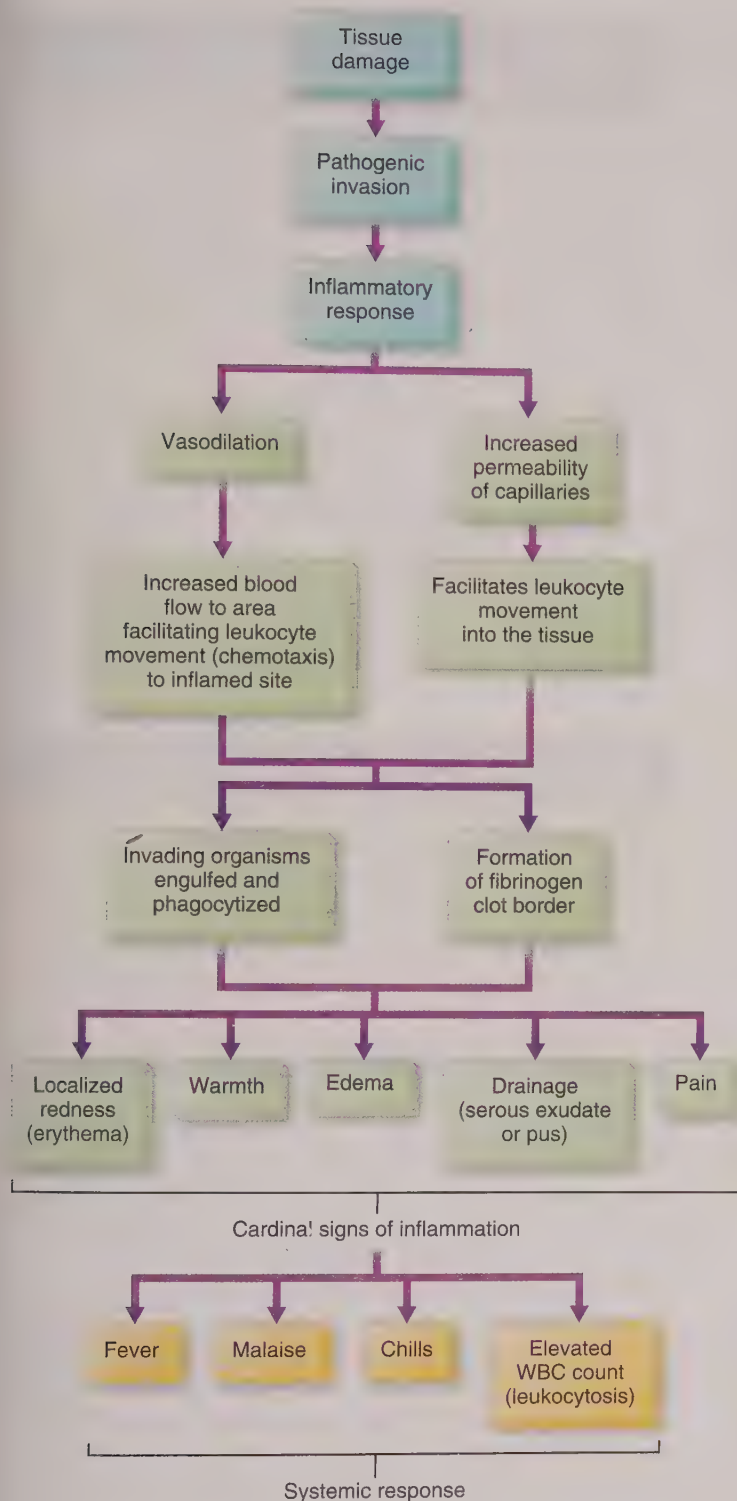 Tissue
damage
Pathogenic
invasion
Inflammatory
response
Vasodilation
Increased
permeability
of capillaries
Increased blood
flow to area
facilitating leukocyte
movement (chemotaxis)
to inflamed site
Facilitates leukocyte
movement
into the tissue
Invading organisms
engulfed and
phagocytized
Formation
of fibrinogen
clot border
Localized
redness
(erythema)
Warmth
Edema
Drainage
(serous exudate
or pus)
Pain
Cardinal signs of inflammation
Fever
Malaise
Chills
Elevated
WBC count
(leukocytosis)
Systemic response